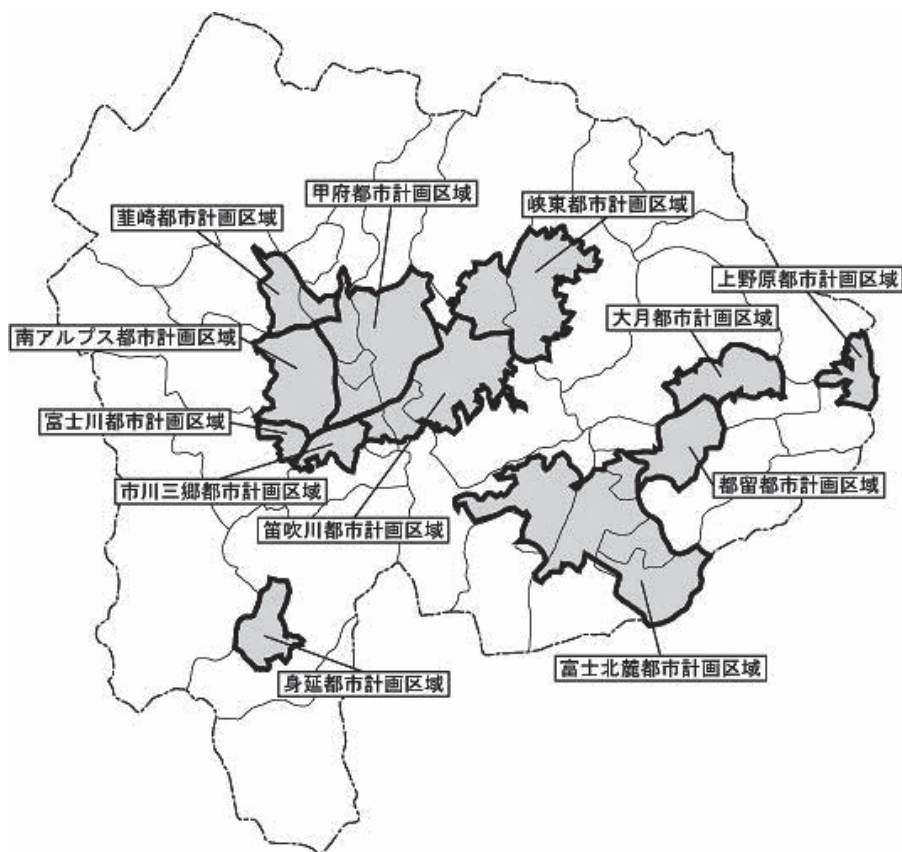 甲府都市計画区域
峡東都市計画区域
韮崎都市計画区域
上野原都市計画区域
大月都市計画区域
南アルプス都市計画区域
富士川都市計画区域
市川三郷都市計画区域
都留都市計画区域
笛吹川都市計画区域
富士北麓都市計画区域
身延都市計画区域